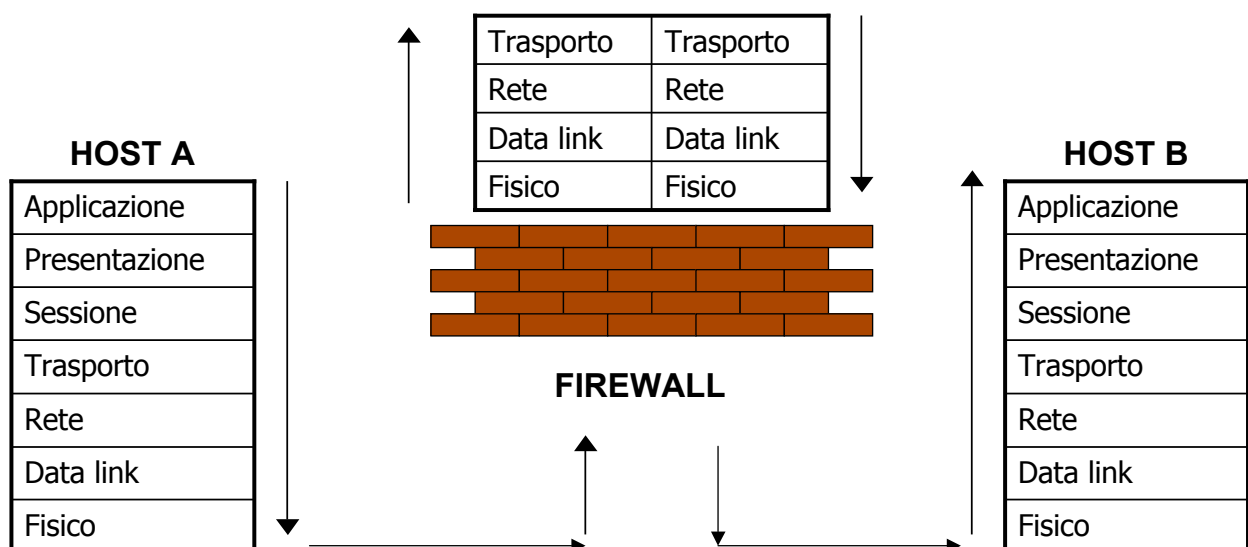 Trasporto Trasporto
Rete Rete
Data link Data link
Fisico Fisico
HOST A
Applicazione
Presentazione
Sessione
Trasporto
Rete
Data link
Fisico
FIREWALL
HOST B
Applicazione
Presentazione
Sessione
Trasporto
Rete
Data link
Fisico